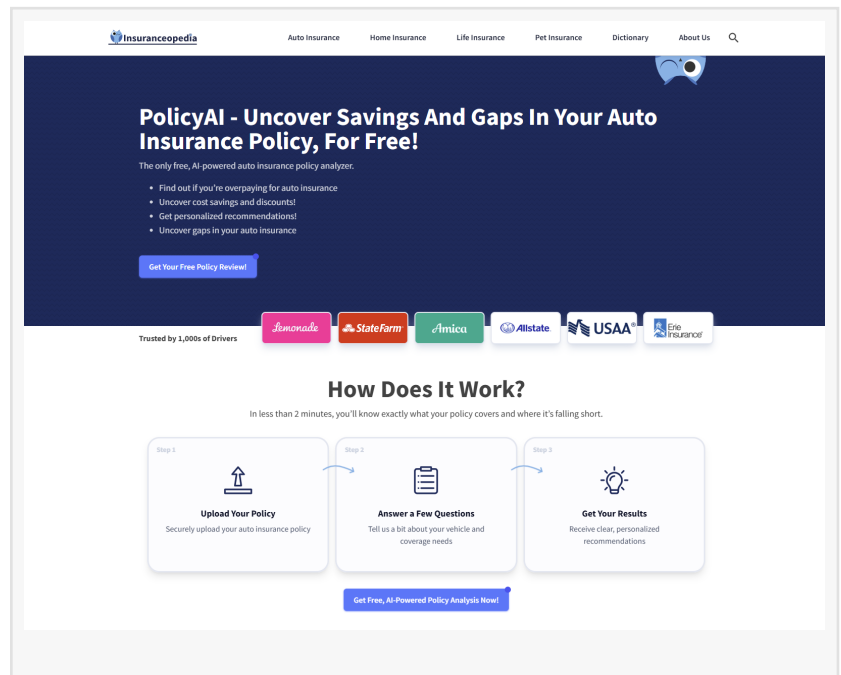 Insuranceopedia
Auto Insurance Home Insurance Life Insurance Pet Insurance Dictionary About Us
PolicyAI - Uncover Savings And Gaps In Your Auto
Insurance Policy, For Free!
The only free, AI-powered auto insurance policy analyzer.
• Find out if you're overpaying for auto insurance
• Uncover cost savings and discounts!
• Get personalized recommendations!
• Uncover gaps in your auto insurance
Get Your Free Policy Review!
Trusted by 1,000s of Drivers
Lemonade
StateFarm
Amica
Allstate
USAA®
Erie
Insurance®
How Does It Work?
In less than 2 minutes, you'll know exactly what your policy covers and where it's falling short.
Step 1
Upload Your Policy
Securely upload your auto insurance policy
Step 2
Answer a Few Questions
Tell us a bit about your vehicle and
coverage needs
Step 3
Get Your Results
Receive clear, personalized
recommendations
Get Free, AI-Powered Policy Analysis Now!